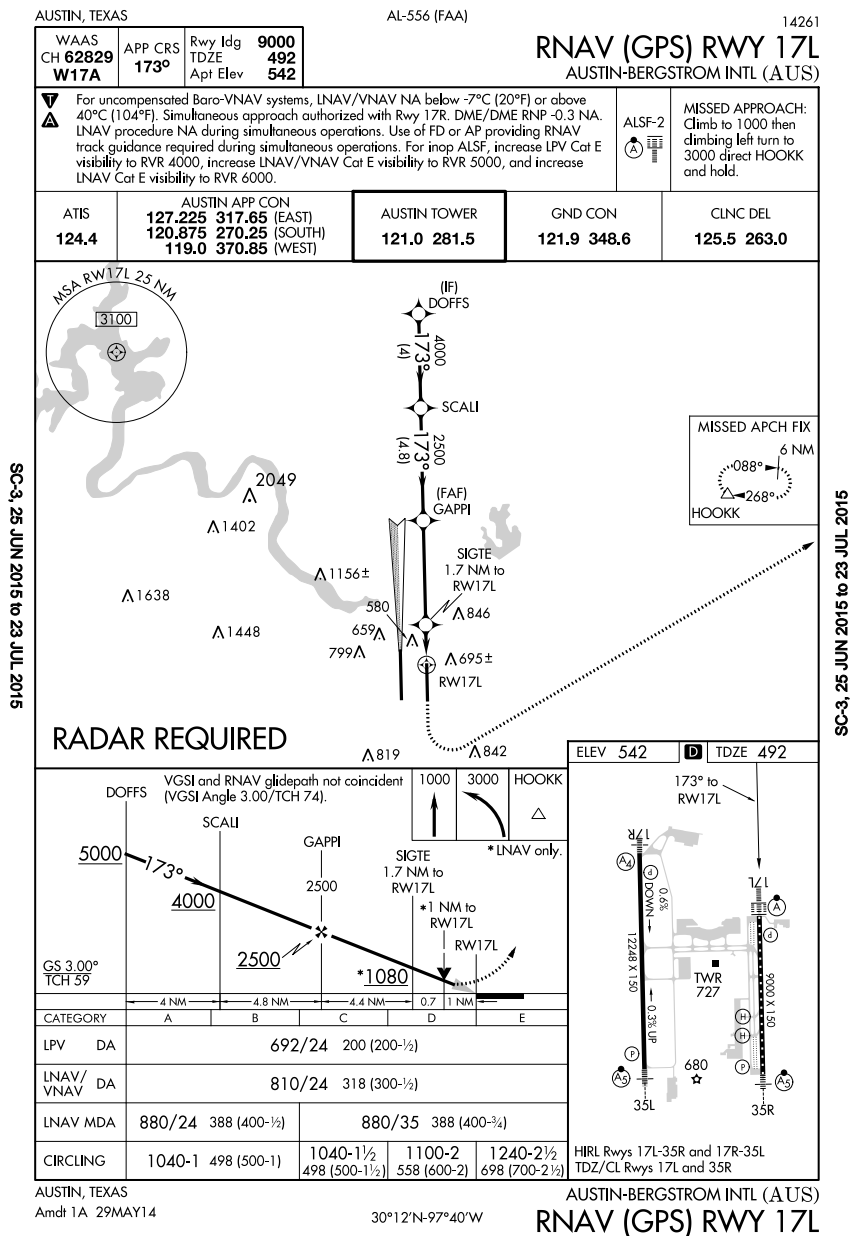 AUSTIN, TEXAS
AL-556 (FAA)
14261
WAAS
CH 62829
W17A
APP CRS
173°
Rwy ldg 9000
TDZE 492
Apt Elev 542
RNAV (GPS) RWY 17L
AUSTIN-BERGSTROM INTL (AUS)
T
A
For uncompensated Baro-VNAV systems, LNAV/VNAV NA below -7°C (20°F) or above
40°C (104°F). Simultaneous approach authorized with Rwy 17R. DME/DME RNP -0.3 NA.
LNAV procedure NA during simultaneous operations. Use of FD or AP providing RNAV
track guidance required during simultaneous operations. For inop ALSF, increase LPV Cat E
visibility to RVR 4000, increase LNAV/VNAV Cat E visibility to RVR 5000, and increase
LNAV Cat E visibility to RVR 6000.
ALSF-2
A
MISSED APPROACH:
Climb to 1000 then
climbing left turn to
3000 direct HOOKK
and hold.
ATIS
124.4
AUSTIN APP CON
127.225 317.65 (EAST)
120.875 270.25 (SOUTH)
119.0 370.85 (WEST)
AUSTIN TOWER
121.0 281.5
GND CON
121.9 348.6
CLNC DEL
125.5 263.0
MSA RW17L 25 NM
3100
(IF)
DOFFS
4000
173°
(4)
SCALI
2500
173°
(4.8)
(FAF)
GAPPI
SIGTE
1.7 NM to
RW17L
RW17L
2049
1402
1156±
1638
1448
580
659
799
846
695±
819
842
MISSED APCH FIX
6 NM
088°
268°
HOOKK
RADAR REQUIRED
SC-3, 25 JUN 2015 to 23 JUL 2015
SC-3, 25 JUN 2015 to 23 JUL 2015
VGSI and RNAV glidepath not coincident
(VGSI Angle 3.00/TCH 74).
1000
3000
HOOKK
*LNAV only.
DOFFS
SCALI
GAPPI
SIGTE
1.7 NM to
RW17L
*1 NM to
RW17L
RW17L
5000
173°
4000
2500
2500
*1080
GS 3.00°
TCH 59
4 NM
4.8 NM
4.4 NM
0.7
1 NM
CATEGORY A B C D E
LPV DA 692/24 200 (200-½)
LNAV/
VNAV DA 810/24 318 (300-½)
LNAV MDA 880/24 388 (400-½) 880/35 388 (400-¾)
CIRCLING 1040-1 498 (500-1) 1040-1½ 498 (500-1½) 1100-2 558 (600-2) 1240-2½ 698 (700-2½)
ELEV 542
D
TDZE 492
173° to
RW17L
17R
A4
P
0.6%
DOWN
12248 X 150
0.3% UP
P
A5
35L
17L
A
P
TWR
727
9000 X 150
H
H
P
680
A5
35R
HIRL Rwys 17L-35R and 17R-35L
TDZ/CL Rwys 17L and 35R
AUSTIN, TEXAS
Amdt 1A 29MAY14
30°12'N-97°40'W
AUSTIN-BERGSTROM INTL (AUS)
RNAV (GPS) RWY 17L